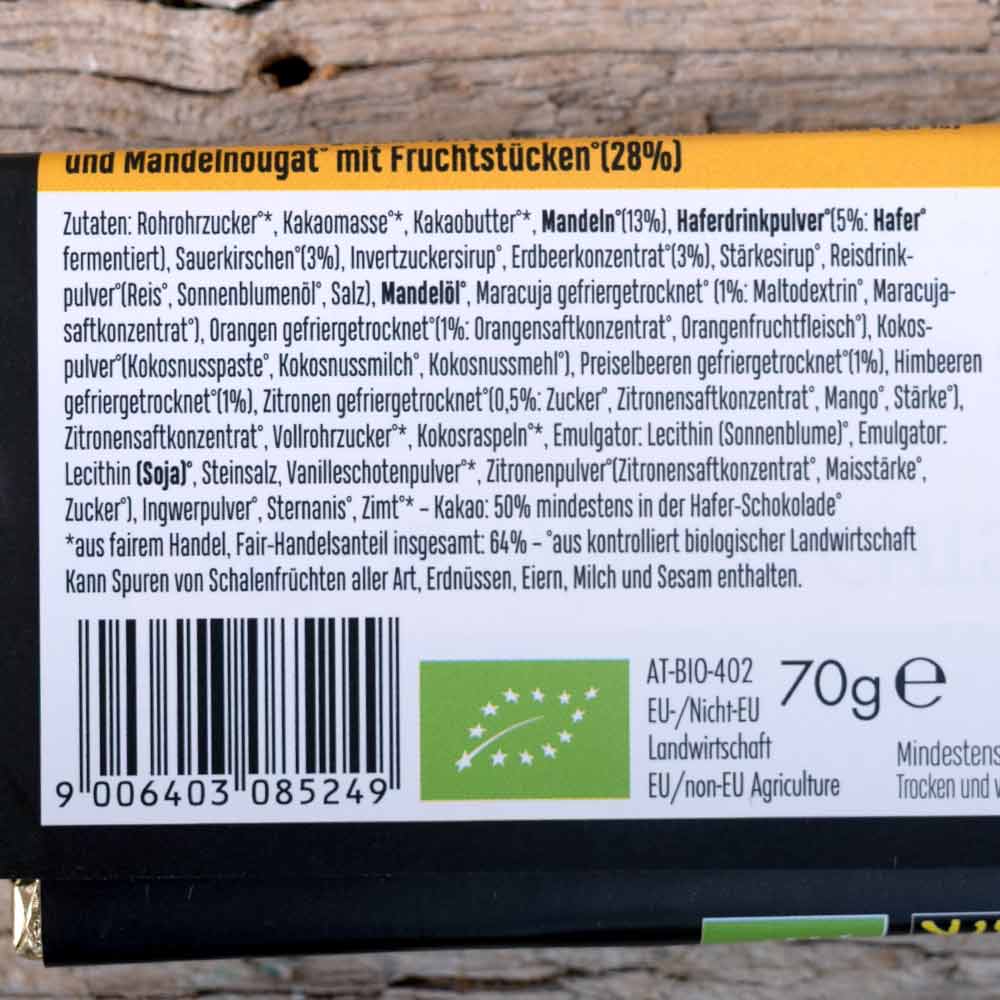 und Mandelnougat° mit Fruchtstücken°(28%)
Zutaten: Rohrohrzucker°*, Kakaomasse°*, Kakaobutter°*, Mandeln°(13%), Haferdrinkpulver°(5%: Hafer°
fermentiert), Sauerkirschen°(3%), Invertzuckersirup°, Erdbeerkonzentrat°(3%), Stärkesirup°, Reisdrink-
pulver°(Reis°, Sonnenblumenöl°, Salz), Mandelöl°, Maracuja gefriergetrocknet° (1%: Maltodextrin°, Maracuja-
saftkonzentrat°), Orangen gefriergetrocknet°(1%: Orangensaftkonzentrat°, Orangenfruchtfleisch°), Kokos-
pulver°(Kokosnusspaste°, Kokosnussmilch°, Kokosnussmehl°), Preiselbeeren gefriergetrocknet°(1%), Himbeeren
gefriergetrocknet°(1%), Zitronen gefriergetrocknet°(0,5%: Zucker°, Zitronensaftkonzentrat°, Mango°, Stärke°),
Zitronensaftkonzentrat°, Vollrohrzucker°*, Kokosraspeln°*, Emulgator: Lecithin (Sonnenblume)°, Emulgator:
Lecithin (Soja)°, Steinsalz, Vanilleschotenpulver°*, Zitronenpulver°(Zitronensaftkonzentrat°, Maisstärke°,
Zucker°), Ingwerpulver°, Sternanis°, Zimt°* – Kakao: 50% mindestens in der Hafer-Schokolade°
*aus fairem Handel, Fair-Handelsanteil insgesamt: 64% – °aus kontrolliert biologischer Landwirtschaft
Kann Spuren von Schalenfrüchten aller Art, Erdnüssen, Eiern, Milch und Sesam enthalten.
9 006403 085249
AT-BIO-402
EU-/Nicht-EU
Landwirtschaft
EU/non-EU Agriculture
70g e
Mindestens
Trocken und v